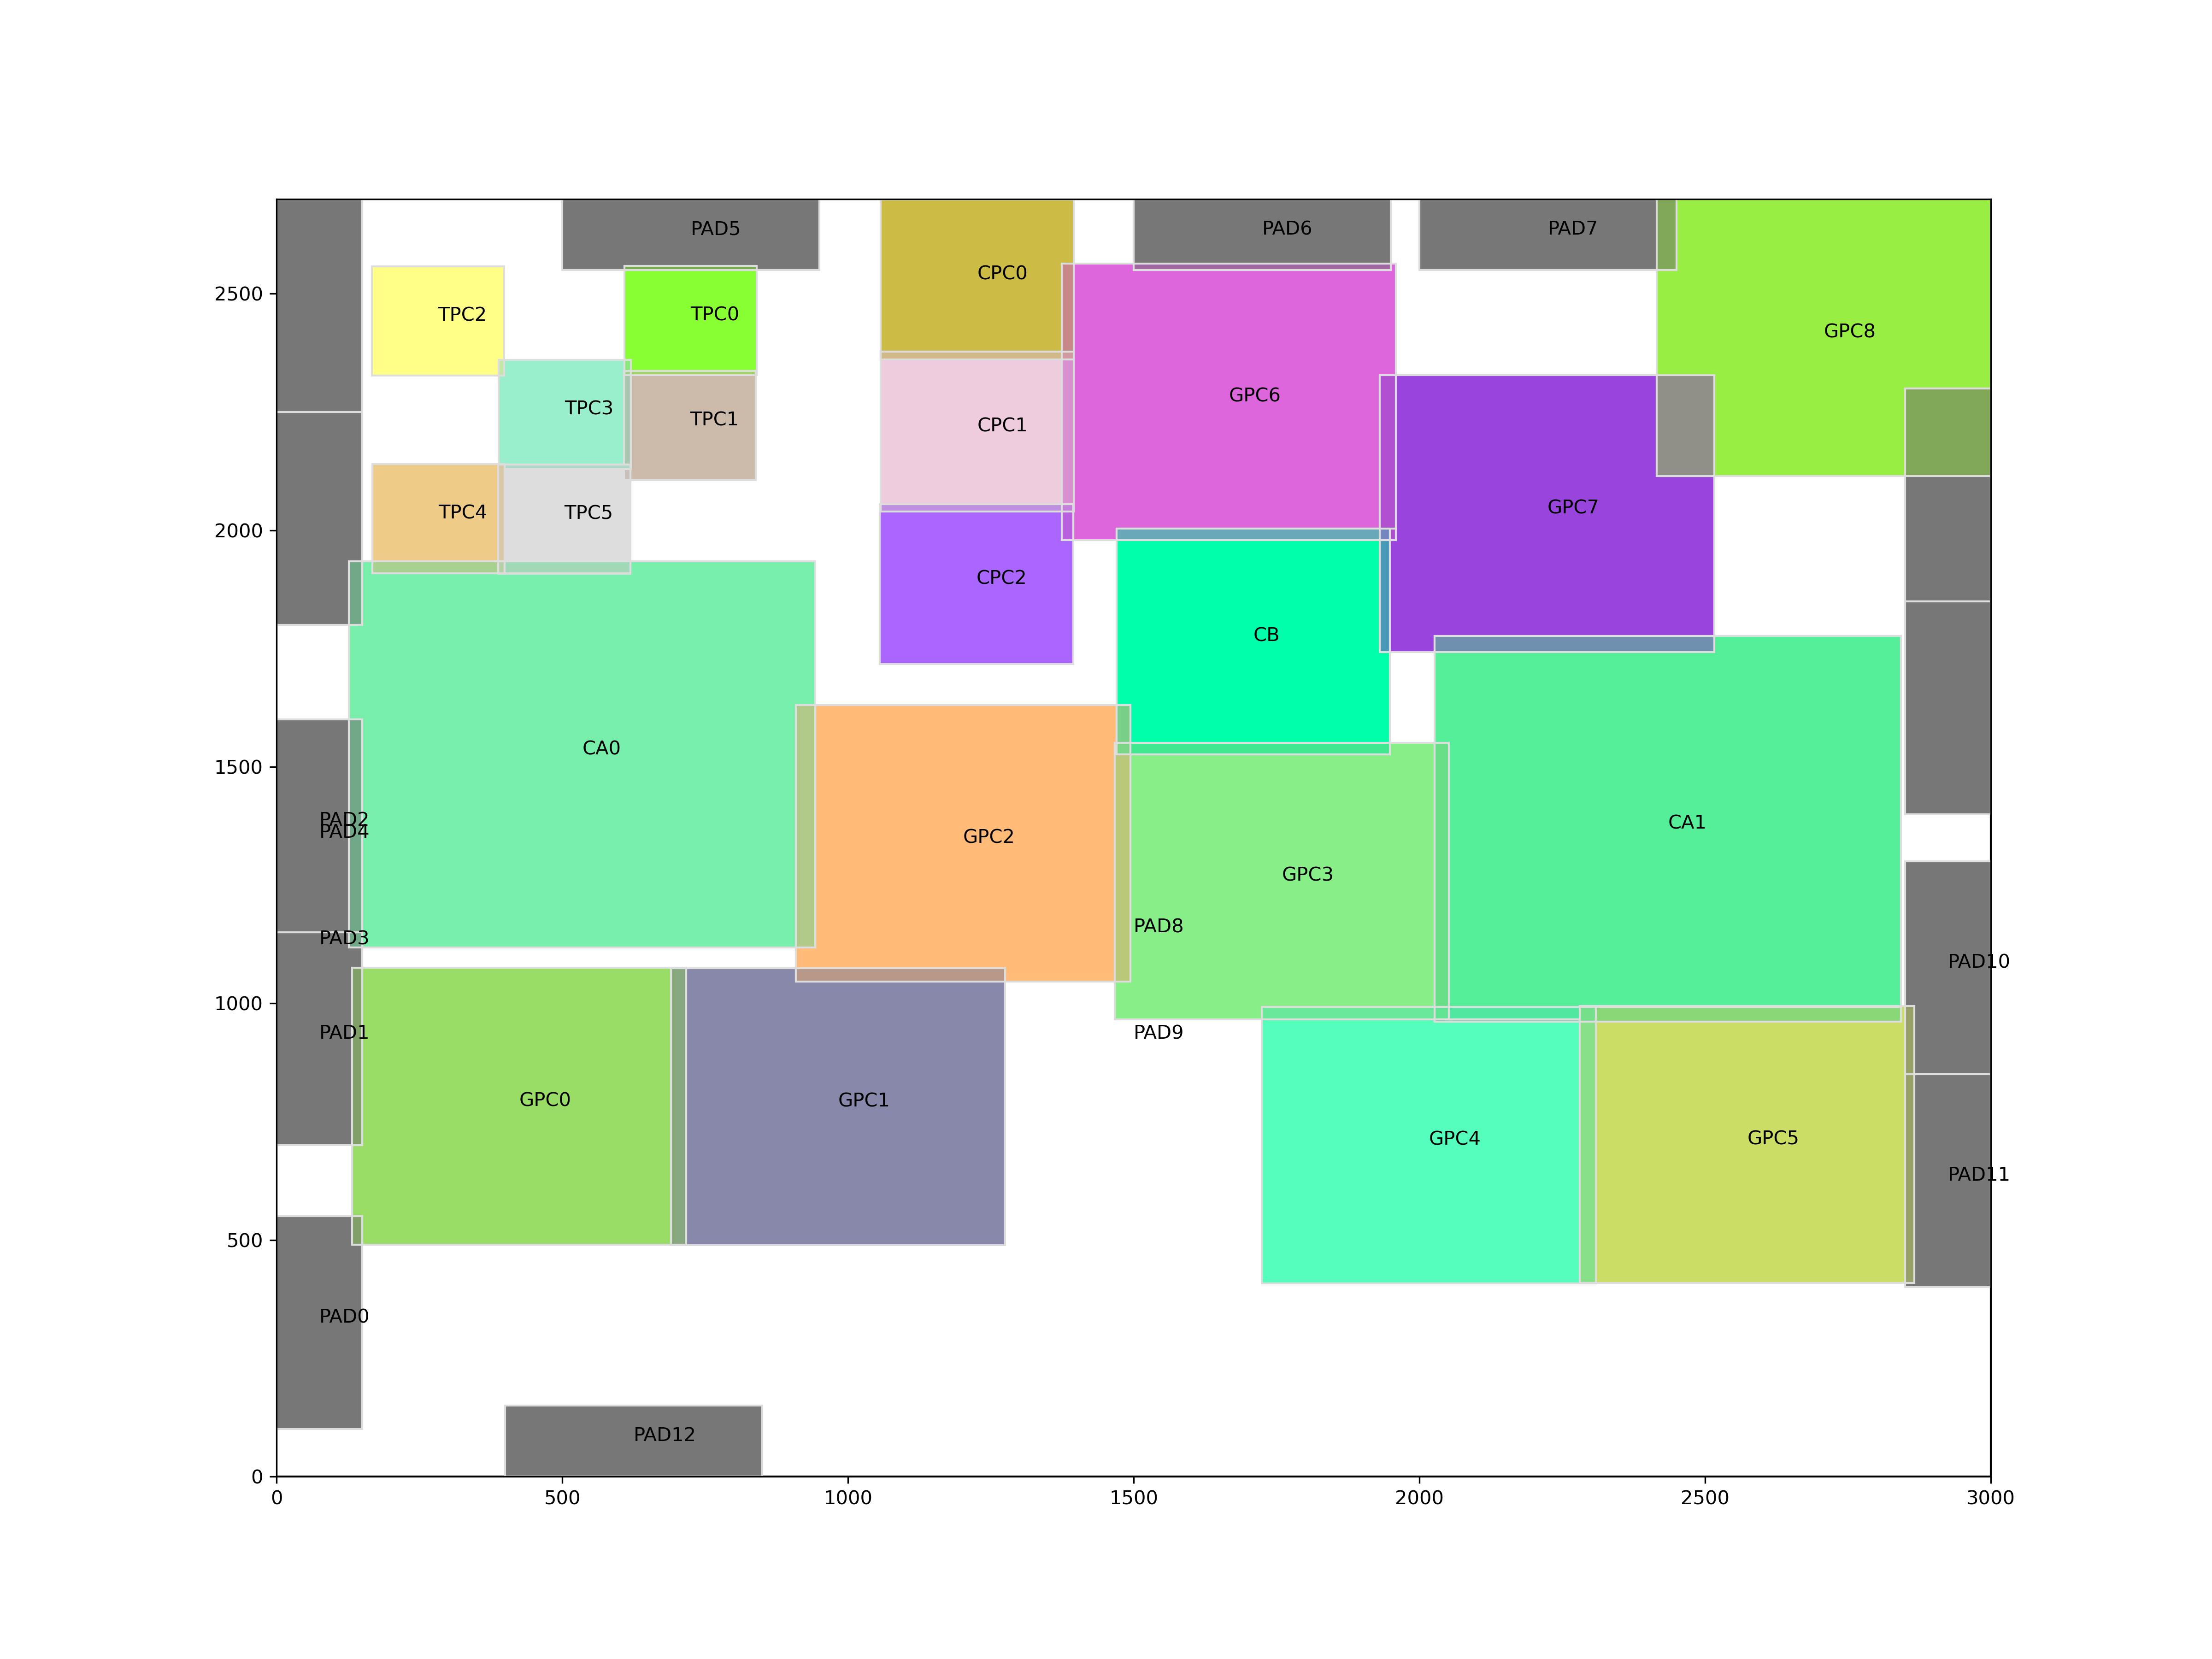 PAD5
PAD6
PAD7
CPC0
TPC2
TPC0
GPC8
2500
TPC3
TPC1
CPC1
GPC6
TPC4
TPC5
GPC7
2000
CPC2
CB
CA0
1500
PAD2
PAD4
GPC2
CA1
GPC3
PAD3
PAD8
PAD10
1000
PAD1
PAD9
GPC0
GPC1
GPC4
GPC5
PAD11
500
PAD0
PAD12
0
0 500 1000 1500 2000 2500 3000